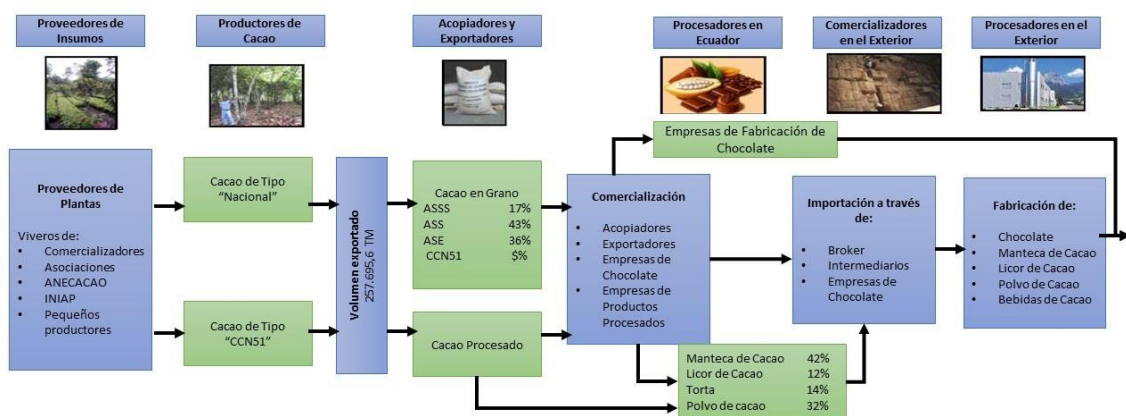 Proveedores de
Insumos
Productores de
Cacao
Acopiadores y
Exportadores
Procesadores en
Ecuador
Comercializadores
en el Exterior
Procesadores en el
Exterior
Proveedores de
Plantas
Viveros de:
• Comercializadores
• Asociaciones
• ANECACAO
• INIAP
• Pequeños
productores
Cacao de Tipo
“Nacional”
Cacao de Tipo
“CCN51”
Volumen exportado
257.695,6 TM
Cacao en Grano
ASSS 17%
ASS 43%
ASE 36%
CCN51 $%
Cacao Procesado
Comercialización
• Acopiadores
• Exportadores
• Empresas de
Chocolate
• Empresas de
Productos
Procesados
Empresas de Fabricación de
Chocolate
Manteca de Cacao 42%
Licor de Cacao 12%
Torta 14%
Polvo de cacao 32%
Importación a través
de:
• Broker
• Intermediarios
• Empresas de
Chocolate
Fabricación de:
• Chocolate
• Manteca de Cacao
• Licor de Cacao
• Polvo de Cacao
• Bebidas de Cacao